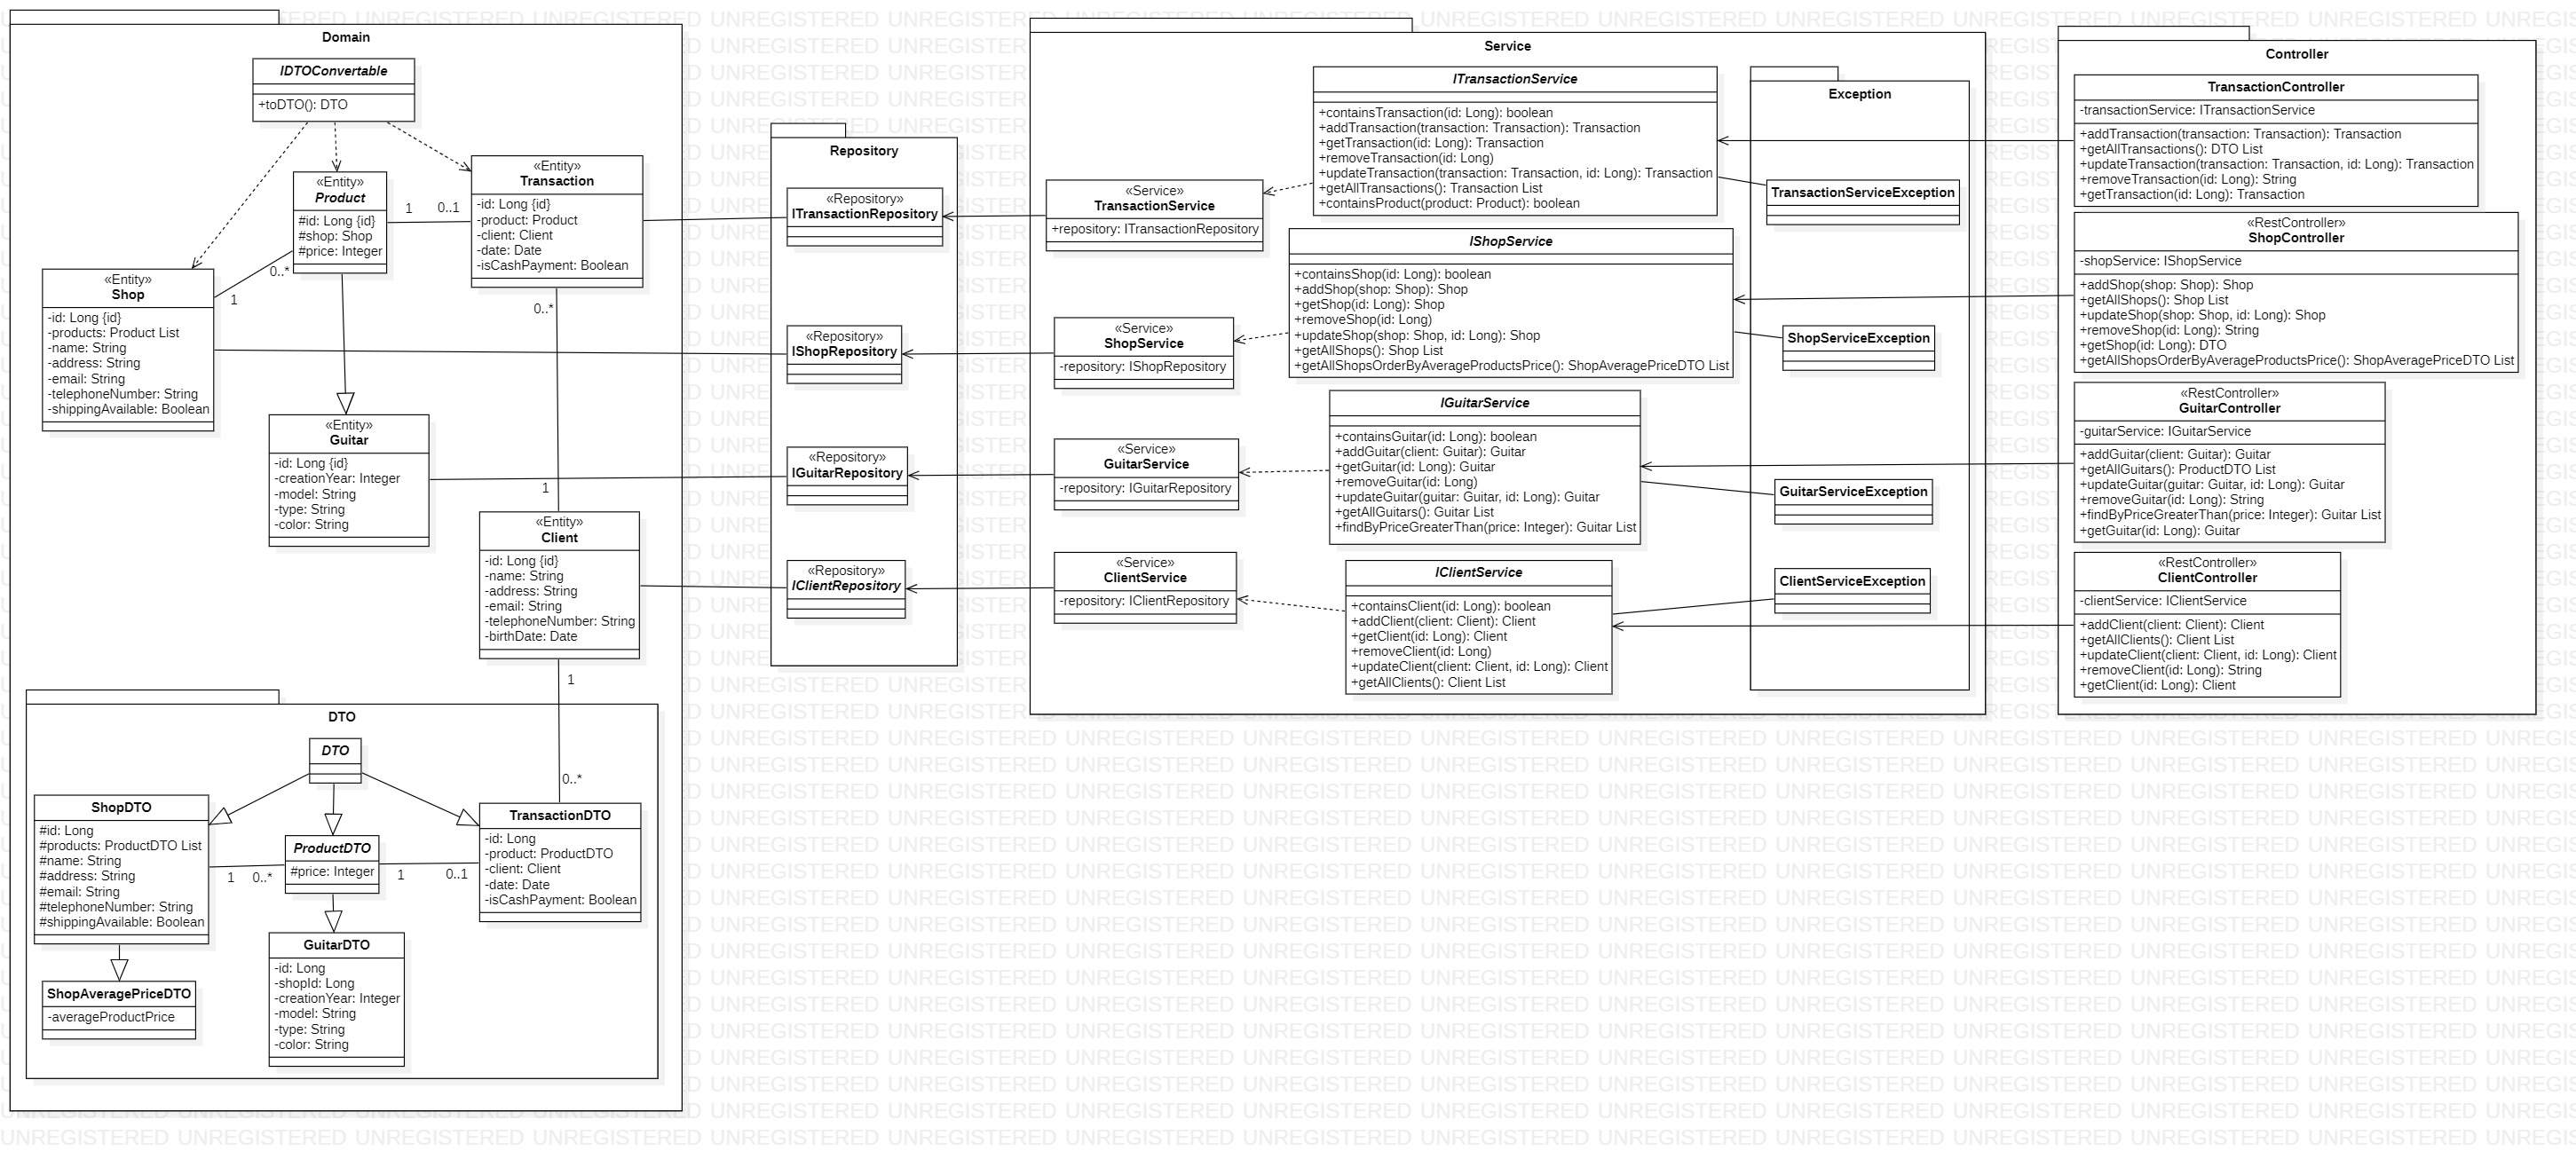 Domain
IDTOConvertable
+toDTO(): DTO
«Entity»
Product
#id: Long {id}
#shop: Shop
#price: Integer
«Entity»
Transaction
-id: Long {id}
-product: Product
-client: Client
-date: Date
-isCashPayment: Boolean
1
0..1
0..*
1
0..*
«Entity»
Shop
-id: Long {id}
-products: Product List
-name: String
-address: String
-email: String
-telephoneNumber: String
-shippingAvailable: Boolean
«Entity»
Guitar
-id: Long {id}
-creationYear: Integer
-model: String
-type: String
-color: String
1
«Entity»
Client
-id: Long {id}
-name: String
-address: String
-email: String
-telephoneNumber: String
-birthDate: Date
1
0..*
DTO
DTO
ShopDTO
#id: Long
#products: ProductDTO List
#name: String
#address: String
#email: String
#telephoneNumber: String
#shippingAvailable: Boolean
1
0..*
ProductDTO
#price: Integer
1
0..1
TransactionDTO
-id: Long
-product: ProductDTO
-client: Client
-date: Date
-isCashPayment: Boolean
ShopAveragePriceDTO
-averageProductPrice
GuitarDTO
-id: Long
-shopId: Long
-creationYear: Integer
-model: String
-type: String
-color: String
Repository
«Repository»
ITransactionRepository
«Repository»
IShopRepository
«Repository»
IGuitarRepository
«Repository»
IClientRepository
Service
«Service»
TransactionService
+repository: ITransactionRepository
«Service»
ShopService
-repository: IShopRepository
«Service»
GuitarService
-repository: IGuitarRepository
«Service»
ClientService
-repository: IClientRepository
ITransactionService
+containsTransaction(id: Long): boolean
+addTransaction(transaction: Transaction): Transaction
+getTransaction(id: Long): Transaction
+removeTransaction(id: Long)
+updateTransaction(transaction: Transaction, id: Long): Transaction
+getAllTransactions(): Transaction List
+containsProduct(product: Product): boolean
IShopService
+containsShop(id: Long): boolean
+addShop(shop: Shop): Shop
+getShop(id: Long): Shop
+removeShop(id: Long)
+updateShop(shop: Shop, id: Long): Shop
+getAllShops(): Shop List
+getAllShopsOrderByAverageProductsPrice(): ShopAveragePriceDTO List
IGuitarService
+containsGuitar(id: Long): boolean
+addGuitar(client: Guitar): Guitar
+getGuitar(id: Long): Guitar
+removeGuitar(id: Long)
+updateGuitar(guitar: Guitar, id: Long): Guitar
+getAllGuitars(): Guitar List
+findByPriceGreaterThan(price: Integer): Guitar List
IClientService
+containsClient(id: Long): boolean
+addClient(client: Client): Client
+getClient(id: Long): Client
+removeClient(id: Long)
+updateClient(client: Client, id: Long): Client
+getAllClients(): Client List
Exception
TransactionServiceException
ShopServiceException
GuitarServiceException
ClientServiceException
Controller
TransactionController
-transactionService: ITransactionService
+addTransaction(transaction: Transaction): Transaction
+getAllTransactions(): DTO List
+updateTransaction(transaction: Transaction, id: Long): Transaction
+removeTransaction(id: Long): String
+getTransaction(id: Long): Transaction
«RestController»
ShopController
-shopService: IShopService
+addShop(shop: Shop): Shop
+getAllShops(): Shop List
+updateShop(shop: Shop, id: Long): Shop
+removeShop(id: Long): String
+getShop(id: Long): DTO
+getAllShopsOrderByAverageProductsPrice(): ShopAveragePriceDTO List
«RestController»
GuitarController
-guitarService: IGuitarService
+addGuitar(client: Guitar): Guitar
+getAllGuitars(): ProductDTO List
+updateGuitar(guitar: Guitar, id: Long): Guitar
+removeGuitar(id: Long): String
+findByPriceGreaterThan(price: Integer): Guitar List
+getGuitar(id: Long): Guitar
«RestController»
ClientController
-clientService: IClientService
+addClient(client: Client): Client
+getAllClients(): Client List
+updateClient(client: Client, id: Long): Client
+removeClient(id: Long): String
+getClient(id: Long): Client
UNREGISTERED